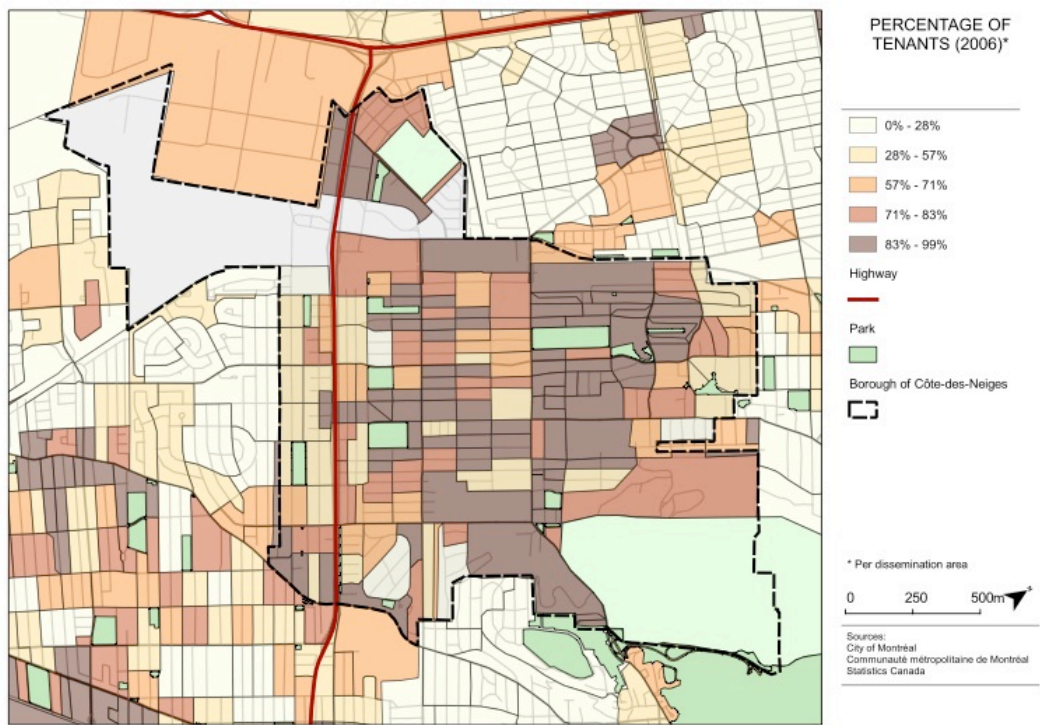 PERCENTAGE OF
TENANTS (2006)*
0% - 28%
28% - 57%
57% - 71%
71% - 83%
83% - 99%
Highway
Park
Borough of Côte-des-Neiges
* Per dissemination area
0 250 500m
Sources:
City of Montréal
Communauté métropolitaine de Montréal
Statistics Canada